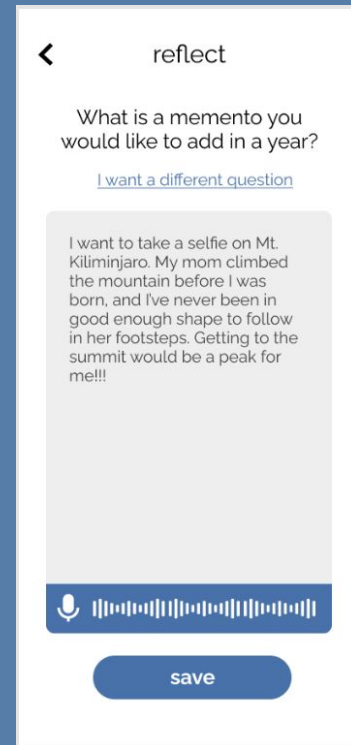 reflect
What is a memento you
would like to add in a year?
I want a different question
I want to take a selfie on Mt.
Kiliminjaro. My mom climbed
the mountain before I was
born, and I've never been in
good enough shape to follow
in her footsteps. Getting to the
summit would be a peak for
me!!!
save